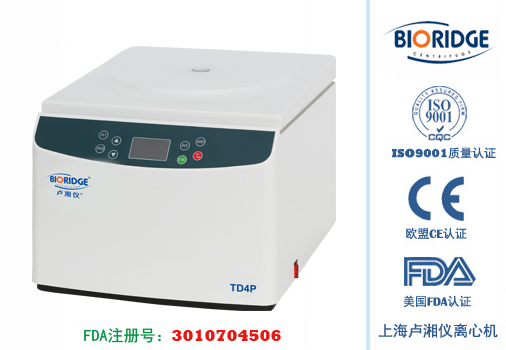 BIORIDGE
卢湘仪®
TD4P
FDA注册号：3010704506
BIORIDGE
CENTRIFUGE
QUALITY ASSURED FIRM
ISO
9001
CQC
ISO9001质量认证
CE
欧盟CE认证
FDA
美国FDA认证
上海卢湘仪离心机